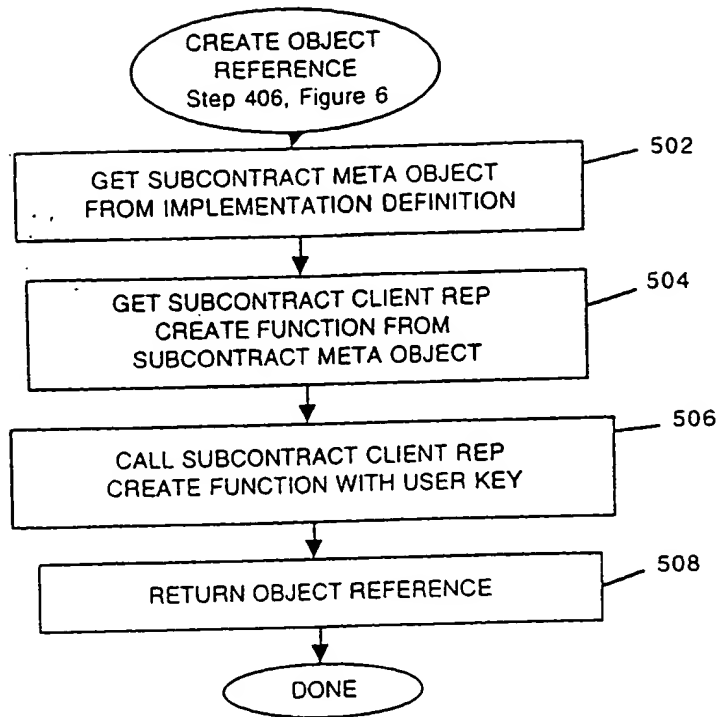 CREATE OBJECT
REFERENCE
Step 406, Figure 6
502
GET SUBCONTRACT META OBJECT
FROM IMPLEMENTATION DEFINITION
504
GET SUBCONTRACT CLIENT REP
CREATE FUNCTION FROM
SUBCONTRACT META OBJECT
506
CALL SUBCONTRACT CLIENT REP
CREATE FUNCTION WITH USER KEY
508
RETURN OBJECT REFERENCE
DONE